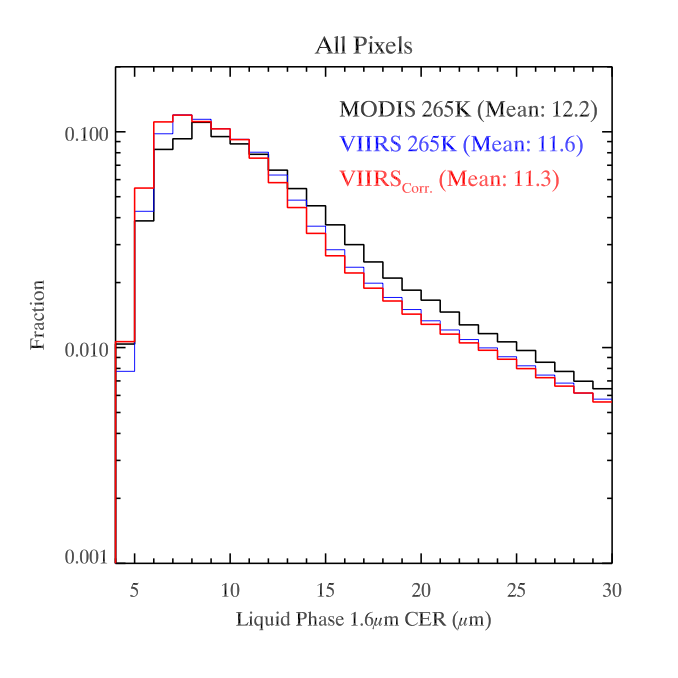 All Pixels
MODIS 265K (Mean: 12.2)
VIIRS 265K (Mean: 11.6)
VIIRSCorr. (Mean: 11.3)
Fraction
0.100
0.010
0.001
5 10 15 20 25 30
Liquid Phase 1.6μm CER (μm)